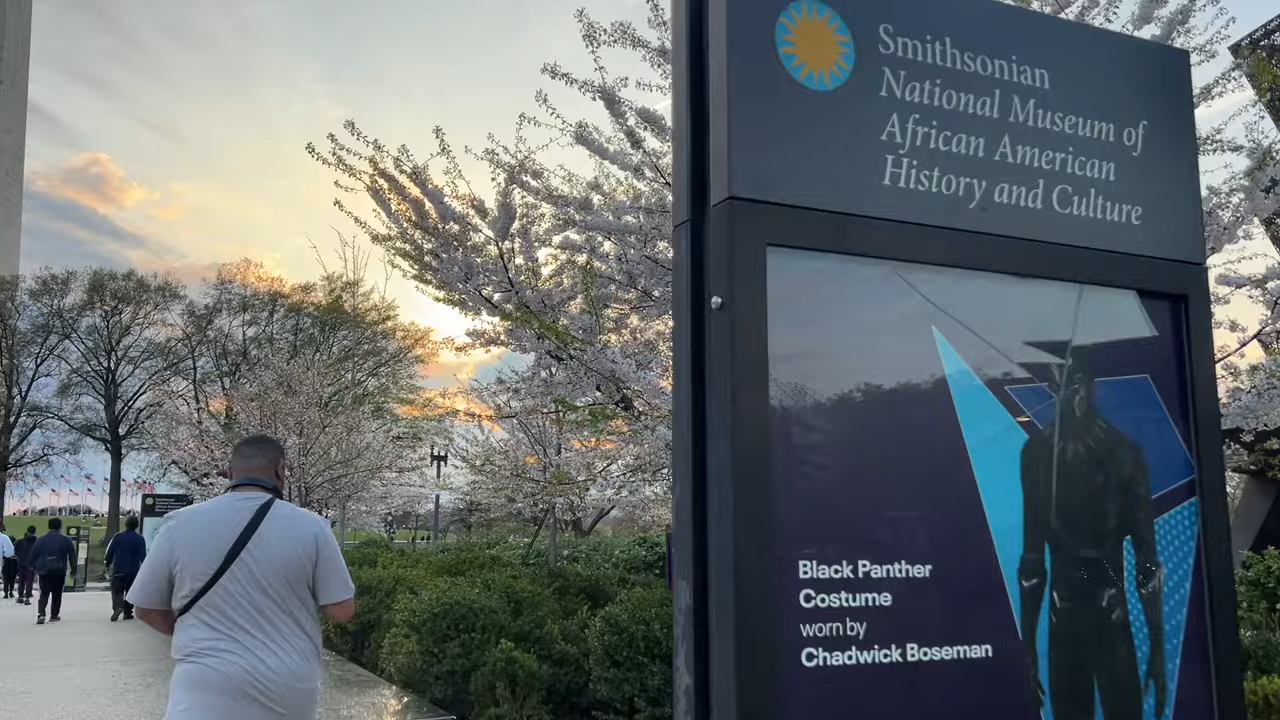 Smithsonian
National Museum of
African American
History and Culture
Black Panther
Costume
worn by
Chadwick Boseman